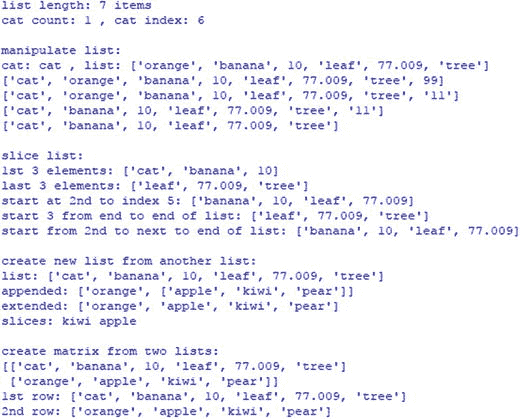 list length: 7 items
cat count: 1 , cat index: 6
manipulate list:
cat: cat , list: ['orange', 'banana', 10, 'leaf', 77.009, 'tree']
['cat', 'orange', 'banana', 10, 'leaf', 77.009, 'tree', 99]
['cat', 'orange', 'banana', 10, 'leaf', 77.009, 'tree', '11']
['cat', 'banana', 10, 'leaf', 77.009, 'tree', '11']
['cat', 'banana', 10, 'leaf', 77.009, 'tree']
slice list:
1st 3 elements: ['cat', 'banana', 10]
last 3 elements: ['leaf', 77.009, 'tree']
start at 2nd to index 5: ['banana', 10, 'leaf', 77.009]
start 3 from end to end of list: ['leaf', 77.009, 'tree']
start from 2nd to next to end of list: ['banana', 10, 'leaf', 77.009]
create new list from another list:
list: ['cat', 'banana', 10, 'leaf', 77.009, 'tree']
appended: ['orange', ['apple', 'kiwi', 'pear']]
extended: ['orange', 'apple', 'kiwi', 'pear']
slices: kiwi apple
create matrix from two lists:
[['cat', 'banana', 10, 'leaf', 77.009, 'tree']
 ['orange', 'apple', 'kiwi', 'pear']]
1st row: ['cat', 'banana', 10, 'leaf', 77.009, 'tree']
2nd row: ['orange', 'apple', 'kiwi', 'pear']